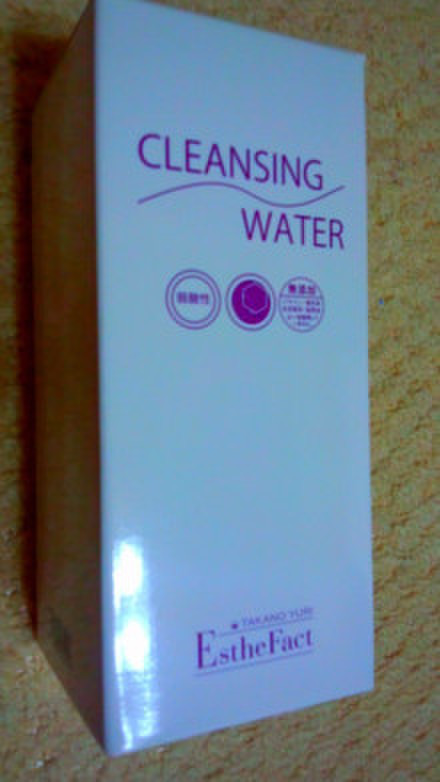 CLEANSING
WATER
弱酸性
無添加
TAKANO YURI
EstheFact